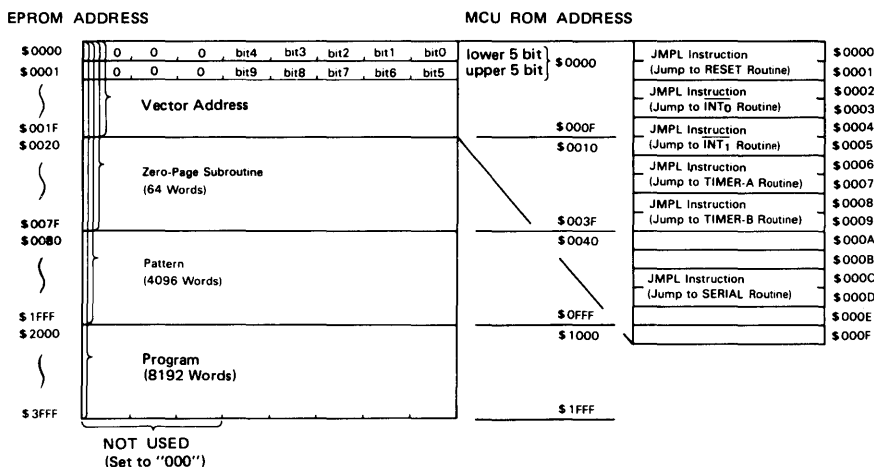 EPROM ADDRESS
MCU ROM ADDRESS
$0000
0 0 0 bit4 bit3 bit2 bit1 bit0
$0001
0 0 0 bit9 bit8 bit7 bit6 bit5
lower 5 bit
upper 5 bit
$0000
Vector Address
$001F
$000F
$0020
$0010
Zero-Page Subroutine
(64 Words)
$007F
$003F
$0080
$0040
Pattern
(4096 Words)
$1FFF
$0FFF
$2000
$1000
Program
(8192 Words)
$3FFF
$1FFF
NOT USED
(Set to "000")
JMPL Instruction
(Jump to RESET Routine)
$0000
$0001
JMPL Instruction
(Jump to INT0 Routine)
$0002
$0003
JMPL Instruction
(Jump to INT1 Routine)
$0004
$0005
JMPL Instruction
(Jump to TIMER-A Routine)
$0006
$0007
JMPL Instruction
(Jump to TIMER-B Routine)
$0008
$0009
$000A
$000B
JMPL Instruction
(Jump to SERIAL Routine)
$000C
$000D
$000E
$000F